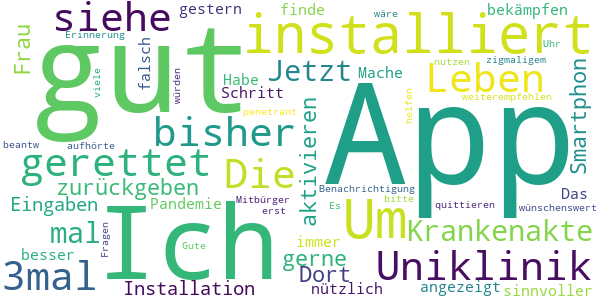 siehe gestern finde wäre bekämpfen
Frau Erinnerung installiert Uhr
gut falsch Habe Jetzt Mache Leben nutzen zigmaligem Smartphon
viele würden Schritt weiterempfehlen
beantw aufhörte bisher penetrant App helfen
gerettet Die aktivieren
zurückgeben Benachrichtigung Das
Eingaben Ich Pandemie Mitbürger erst Es Um bitte quittieren wünschenswert
mal Fragen Gute immer Krankenakte
besser gerne Dort Uniklinik
3mal Installation nützlich angezeigt sinnvoller